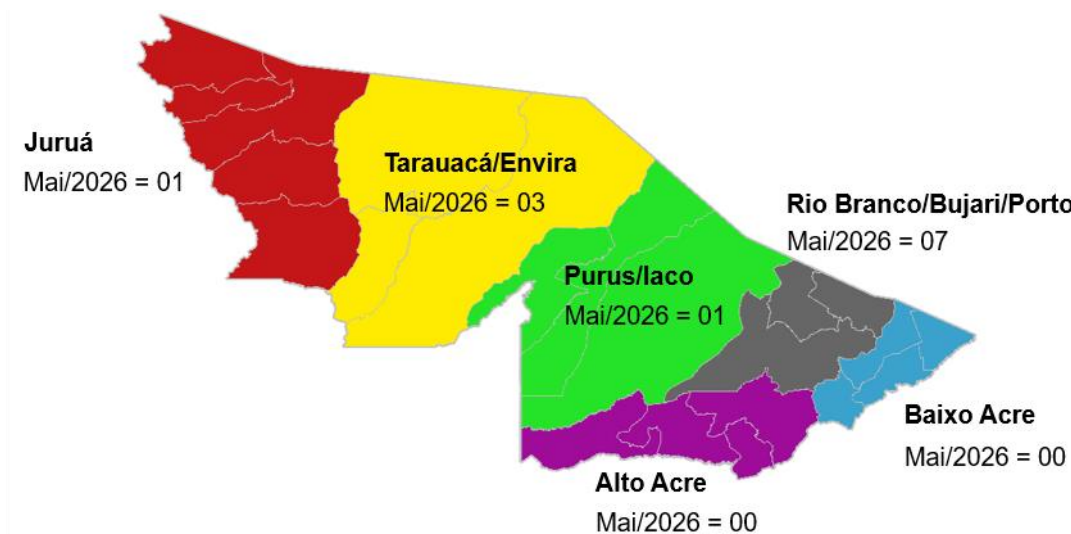 Juruá
Mai/2026 = 01
Tarauacá/Envira
Mai/2026 = 03
Rio Branco/Bujari/Porto
Mai/2026 = 07
Purus/Iaco
Mai/2026 = 01
Baixo Acre
Mai/2026 = 00
Alto Acre
Mai/2026 = 00